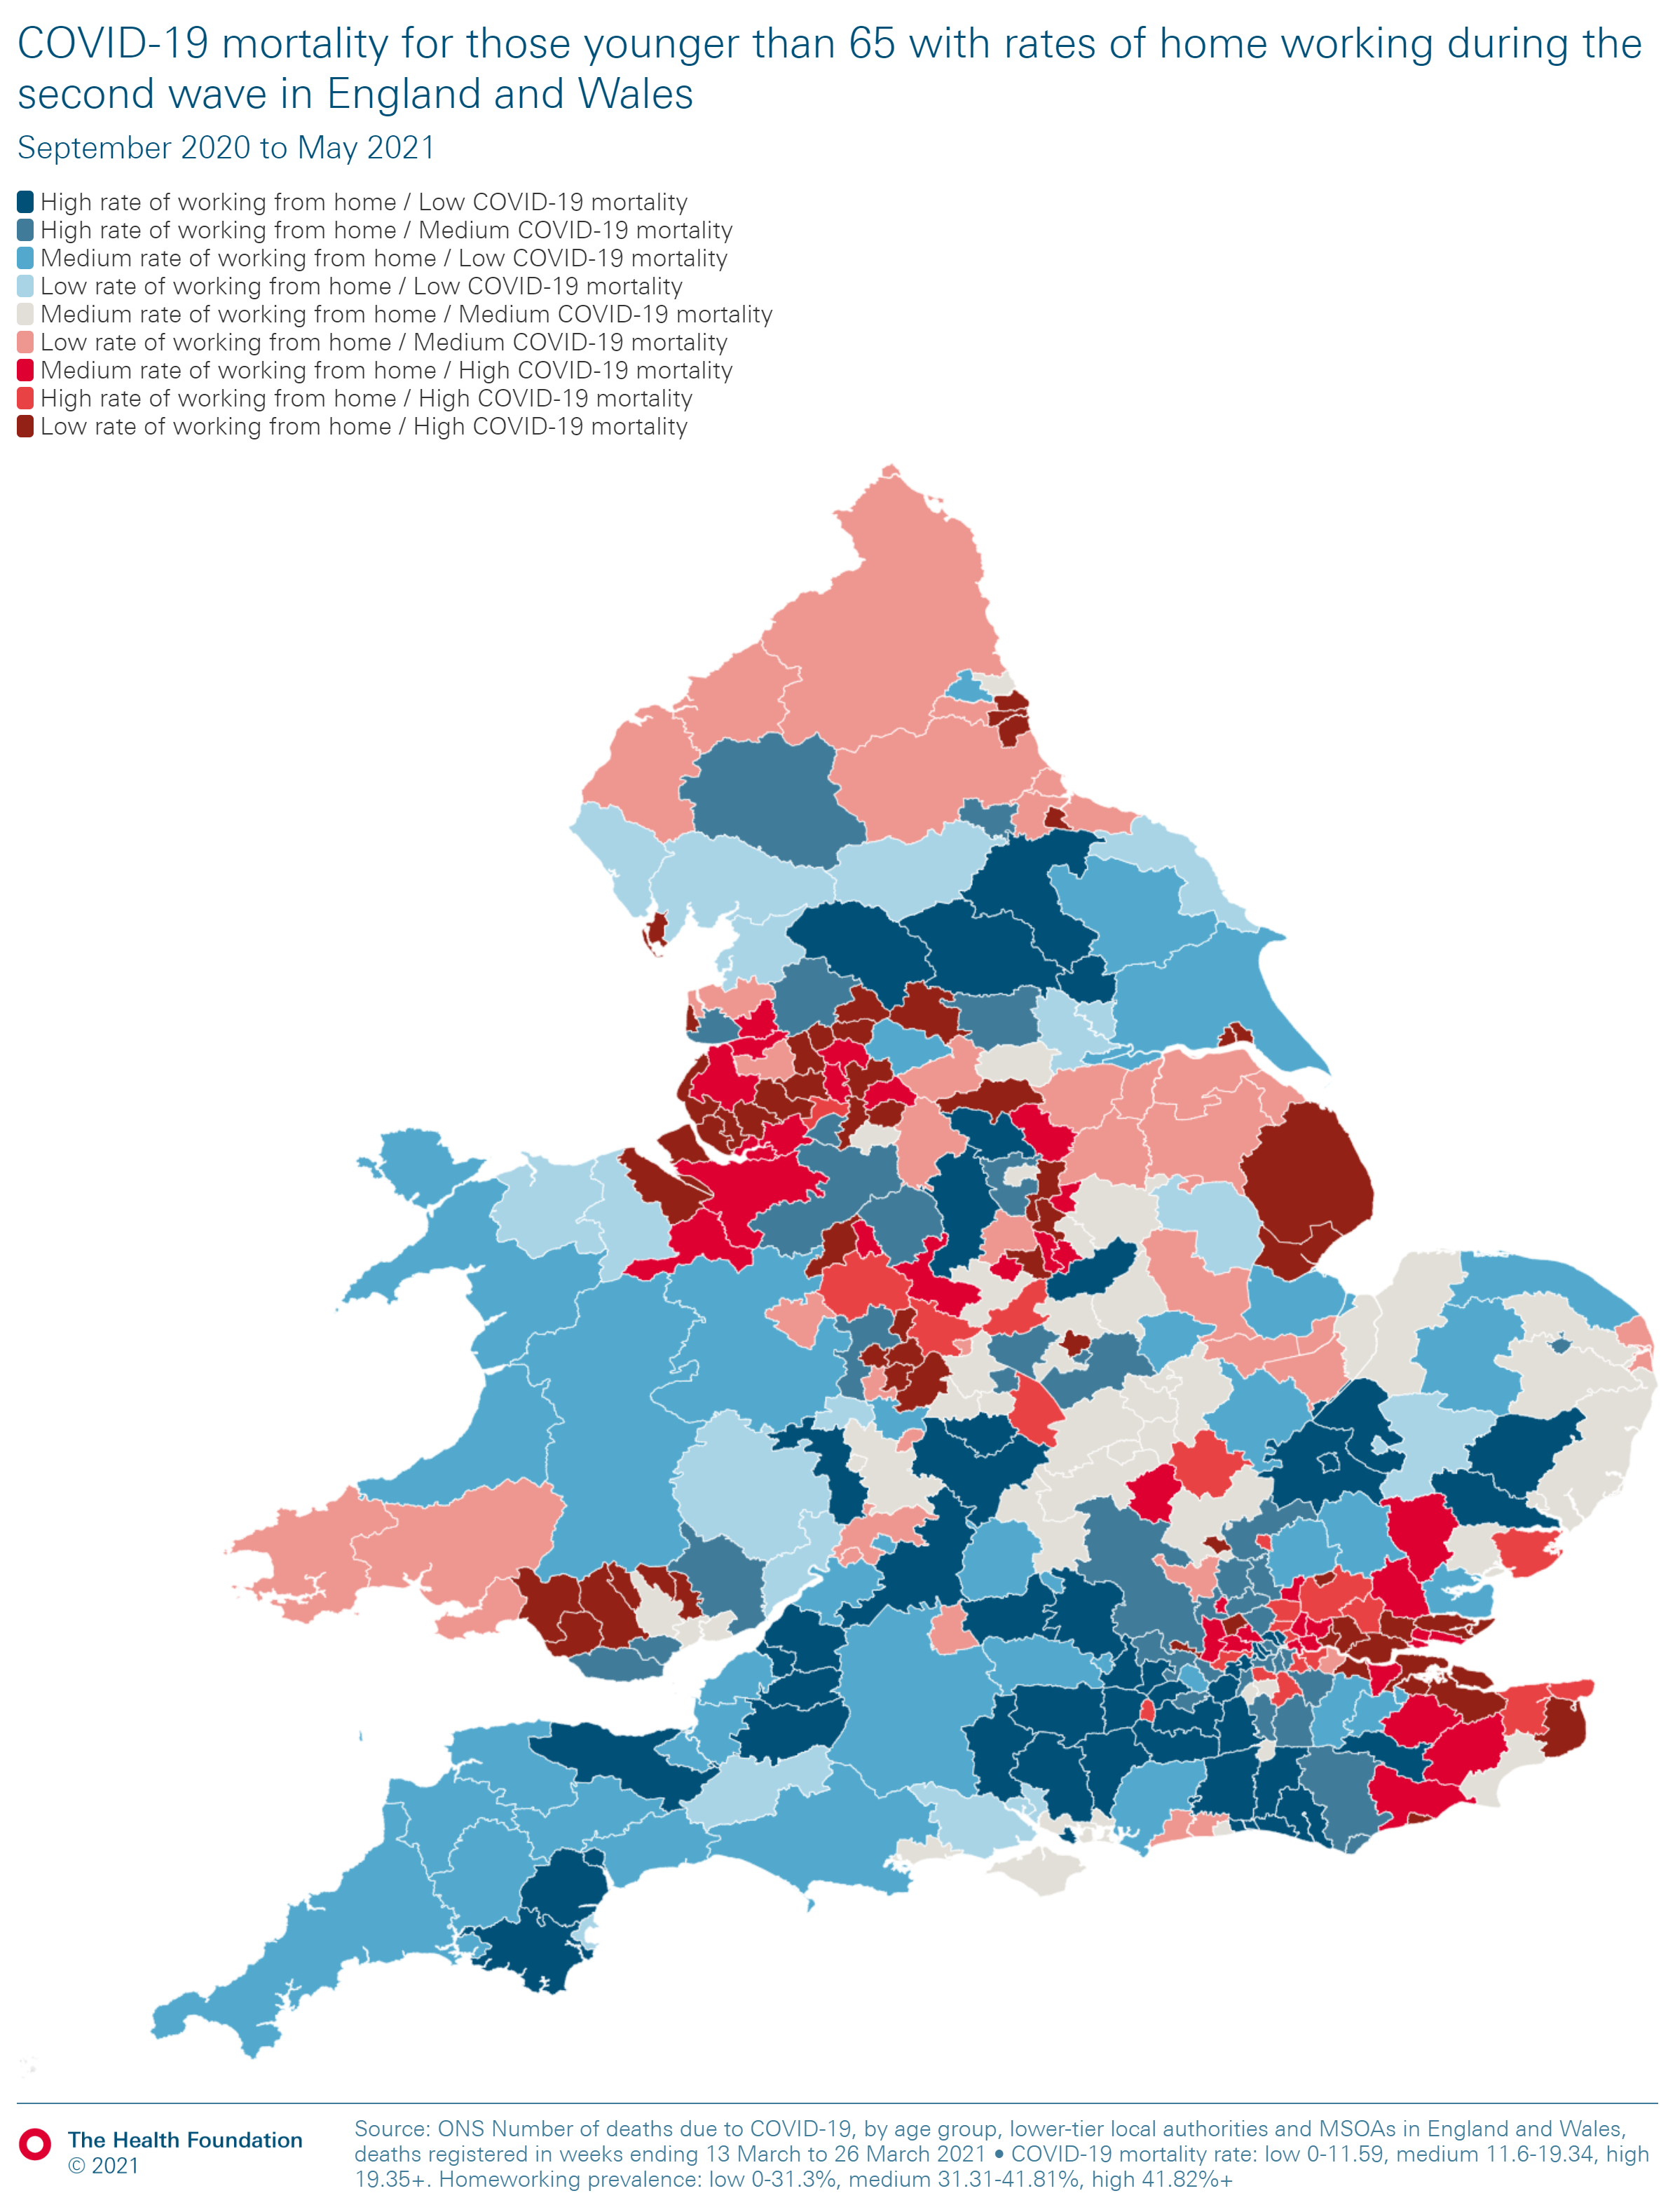 COVID-19 mortality for those younger than 65 with rates of home working during the
second wave in England and Wales
September 2020 to May 2021
High rate of working from home / Low COVID-19 mortality
High rate of working from home / Medium COVID-19 mortality
Medium rate of working from home / Low COVID-19 mortality
Low rate of working from home / Low COVID-19 mortality
Medium rate of working from home / Medium COVID-19 mortality
Low rate of working from home / Medium COVID-19 mortality
Medium rate of working from home / High COVID-19 mortality
High rate of working from home / High COVID-19 mortality
Low rate of working from home / High COVID-19 mortality
The Health Foundation
© 2021
Source: ONS Number of deaths due to COVID-19, by age group, lower-tier local authorities and MSOAs in England and Wales,
deaths registered in weeks ending 13 March to 26 March 2021 • COVID-19 mortality rate: low 0-11.59, medium 11.6-19.34, high
19.35+. Homeworking prevalence: low 0-31.3%, medium 31.31-41.81%, high 41.82%+